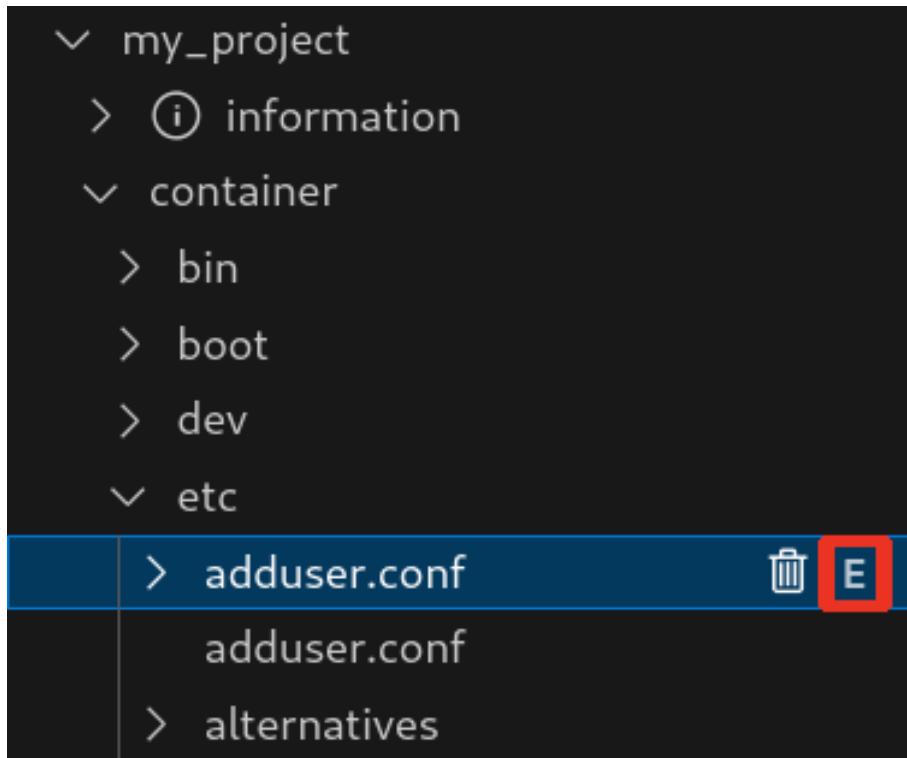 my_project
information
container
bin
boot
dev
etc
adduser.conf E
adduser.conf
alternatives